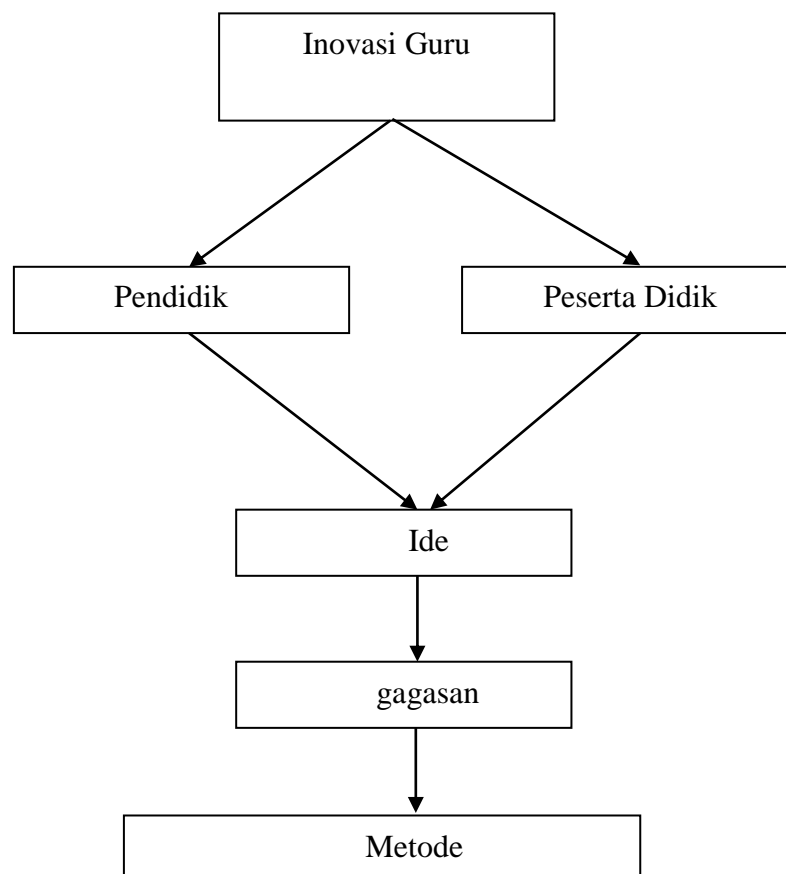 Inovasi Guru
Pendidik
Peserta Didik
Ide
gagasan
Metode